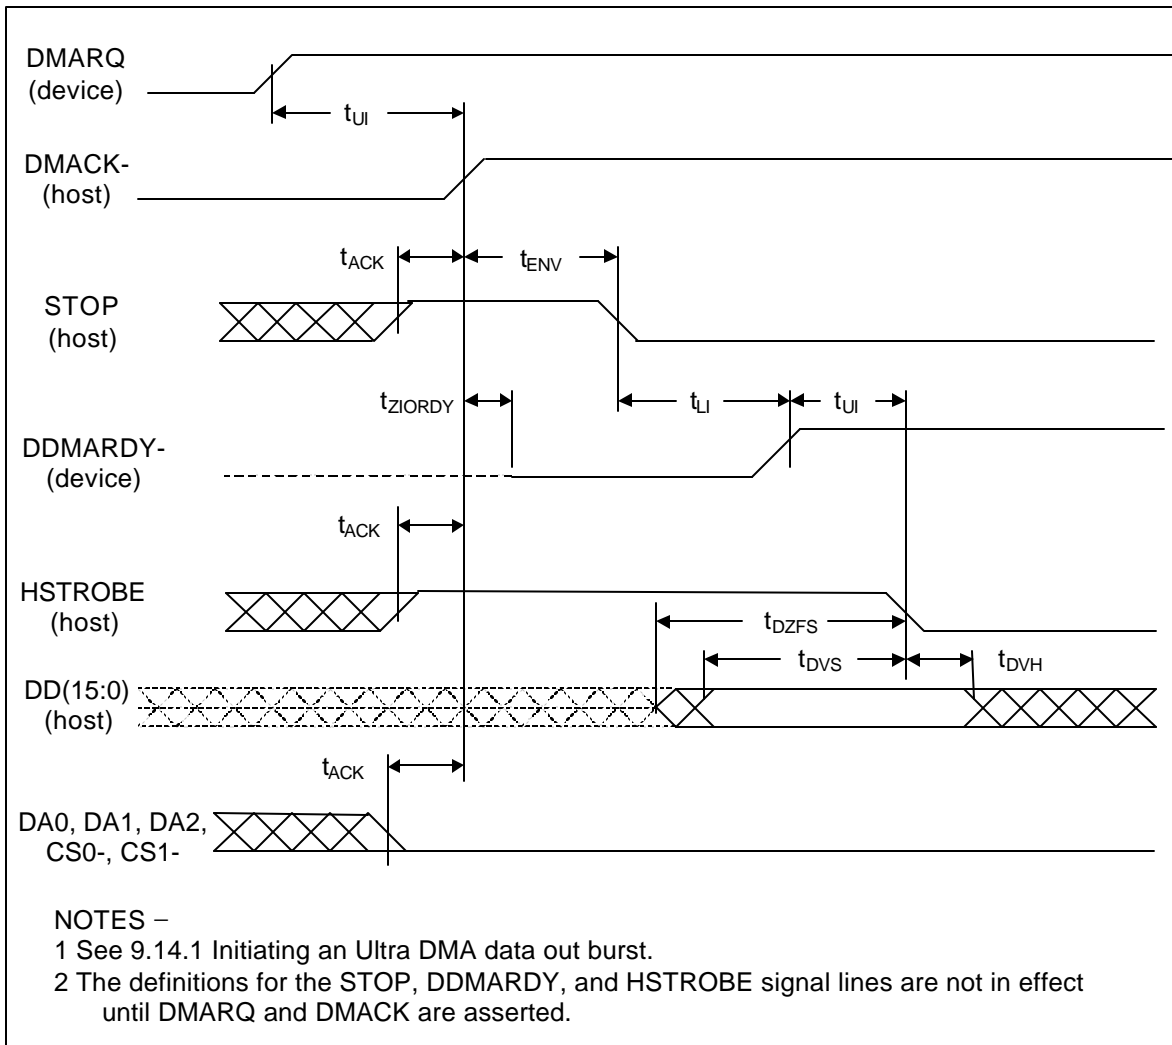 DMARQ
(device)
tUI
DMACK-
(host)
tACK
tENV
STOP
(host)
tZIORDY
tLI
tUI
DDMARDY-
(device)
tACK
HSTROBE
(host)
tDZFS
tDVS
tDVH
DD(15:0)
(host)
tACK
DA0, DA1, DA2,
CS0-, CS1-
NOTES −
1 See 9.14.1 Initiating an Ultra DMA data out burst.
2 The definitions for the STOP, DDMARDY, and HSTROBE signal lines are not in effect
until DMARQ and DMACK are asserted.